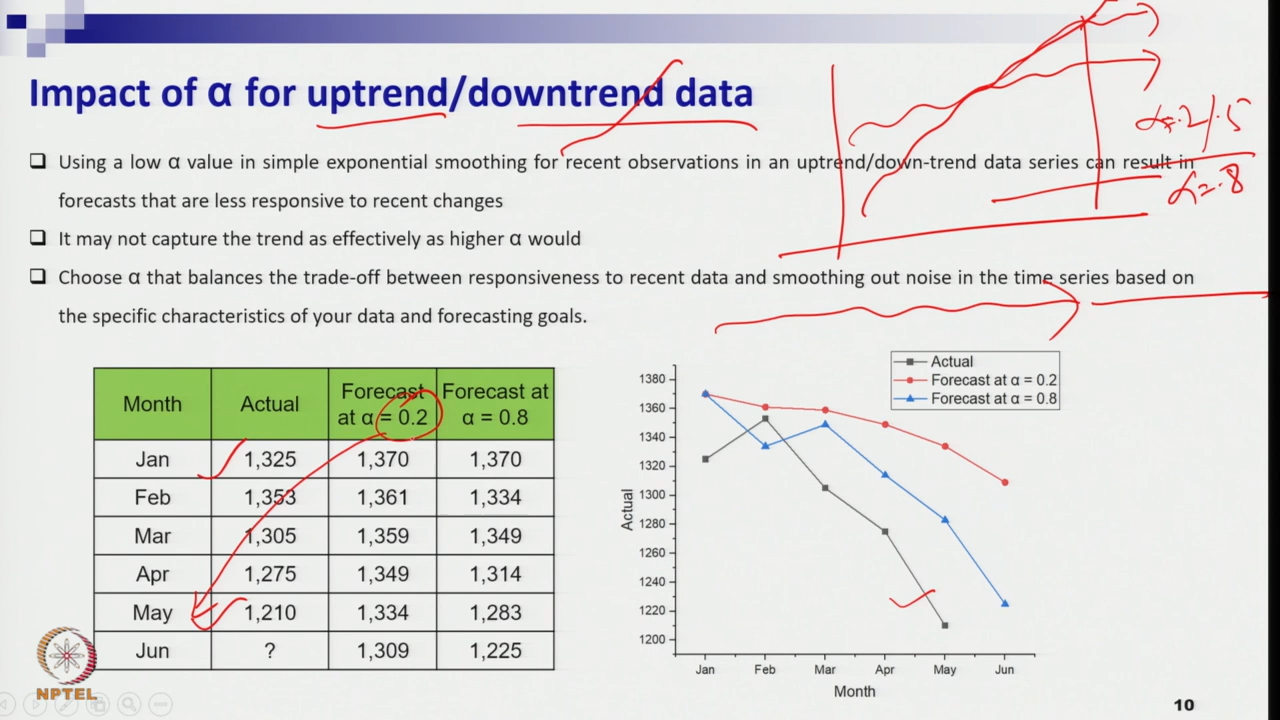 Impact of α for uptrend/downtrend data
α=.2/.5
α=.8
❑ Using a low α value in simple exponential smoothing for recent observations in an uptrend/down-trend data series can result in
forecasts that are less responsive to recent changes
❑ It may not capture the trend as effectively as higher α would
❑ Choose α that balances the trade-off between responsiveness to recent data and smoothing out noise in the time series based on
the specific characteristics of your data and forecasting goals.
Month Actual Forecast at α = 0.2 Forecast at α = 0.8
Jan 1,325 1,370 1,370
Feb 1,353 1,361 1,334
Mar 1,305 1,359 1,349
Apr 1,275 1,349 1,314
May 1,210 1,334 1,283
Jun ? 1,309 1,225
Actual
Forecast at α = 0.2
Forecast at α = 0.8
1380
1360
1340
1320
1300
1280
1260
1240
1220
1200
Actual
Jan Feb Mar Apr May Jun
Month
NPTEL
10